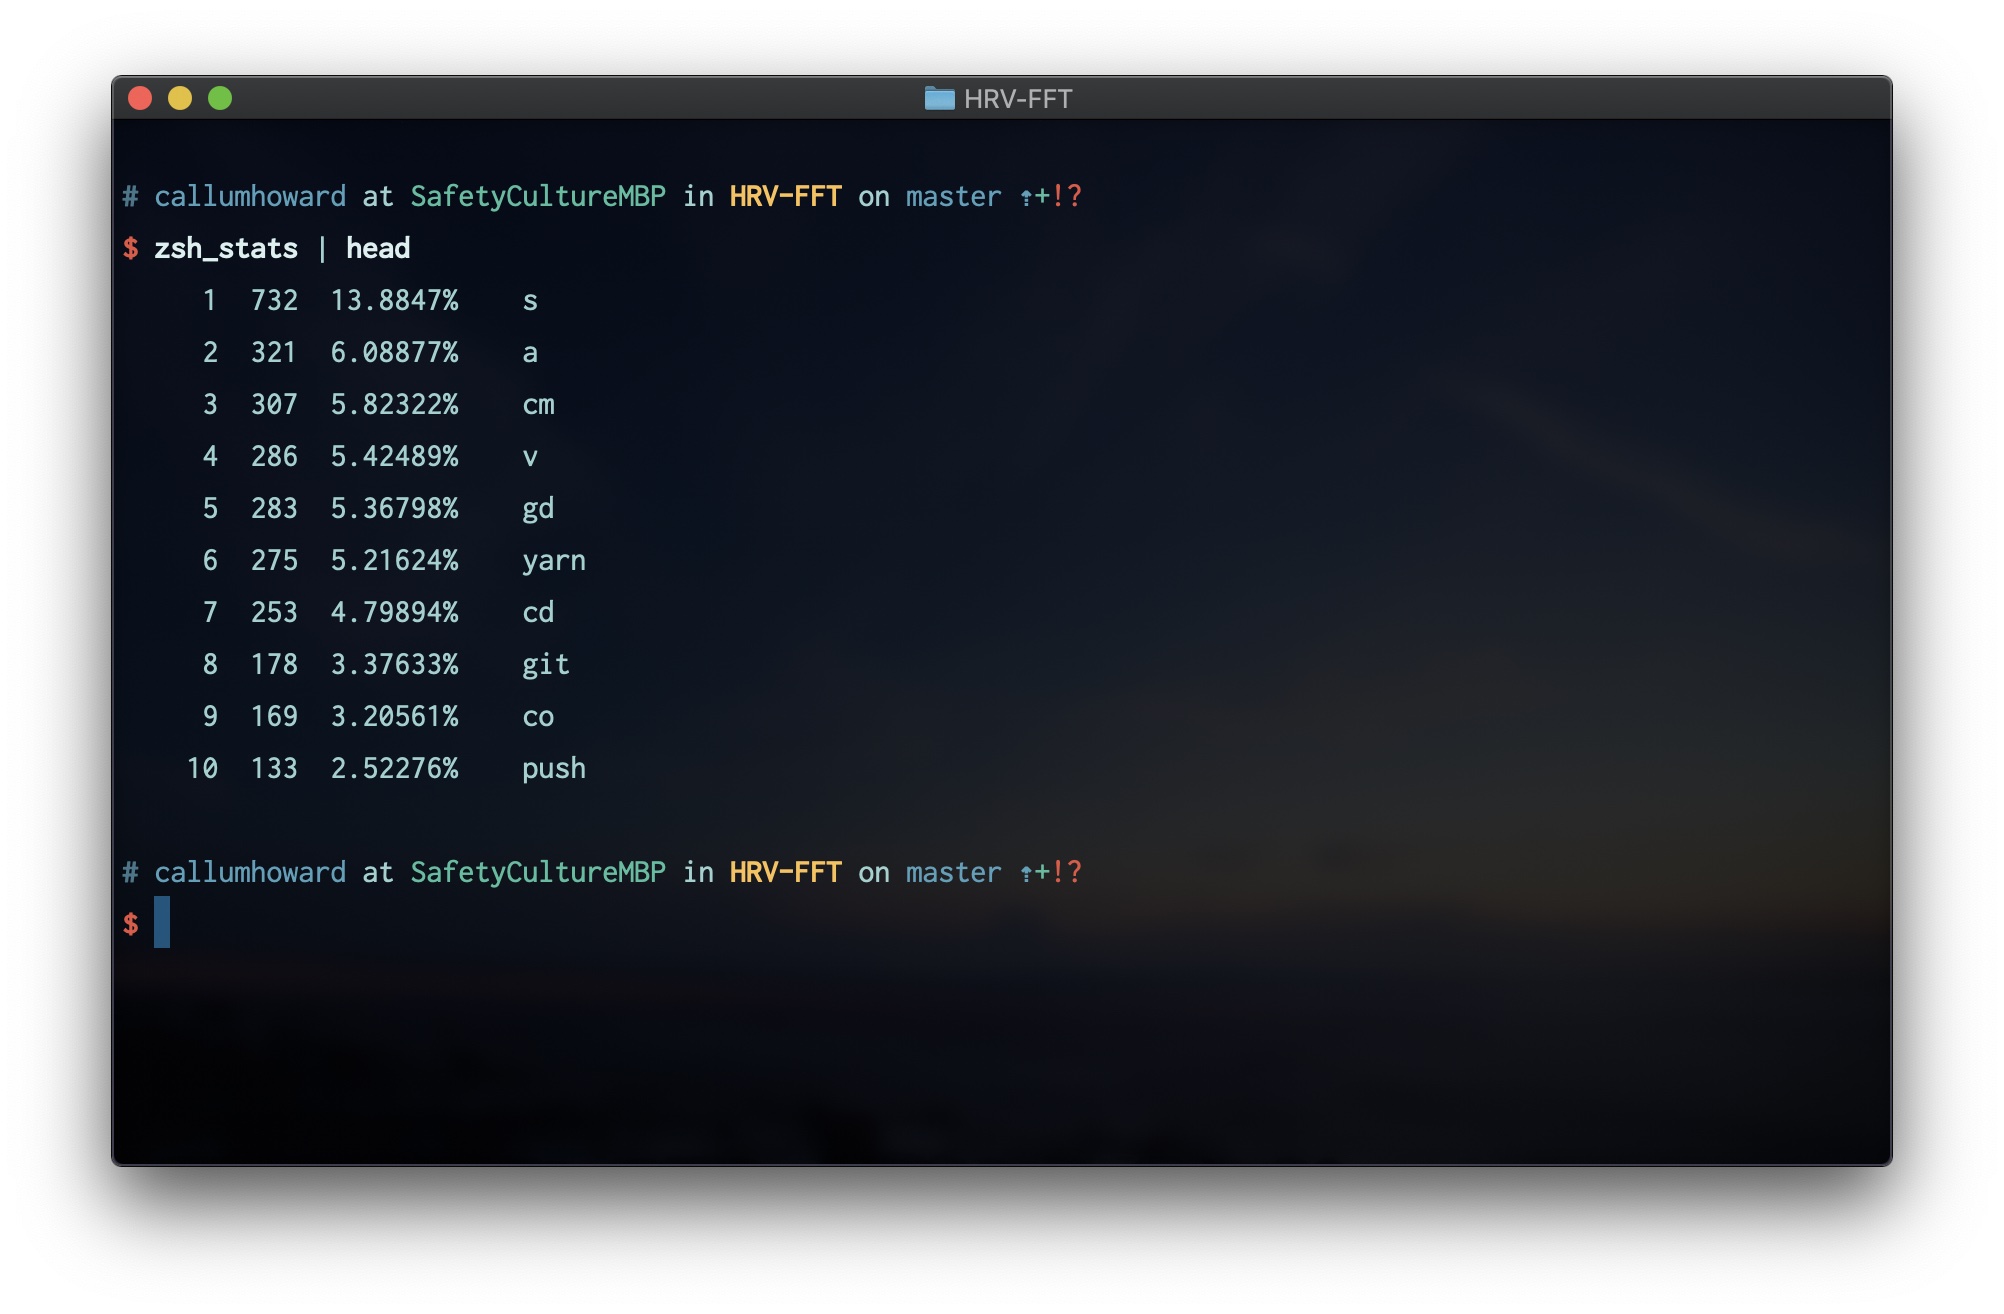 HRV-FFT
# callumhoward at SafetyCultureMBP in HRV-FFT on master ⇡+!?
$ zsh_stats | head
1 732 13.8847% s
2 321 6.08877% a
3 307 5.82322% cm
4 286 5.42489% v
5 283 5.36798% gd
6 275 5.21624% yarn
7 253 4.79894% cd
8 178 3.37633% git
9 169 3.20561% co
10 133 2.52276% push
# callumhoward at SafetyCultureMBP in HRV-FFT on master ⇡+!?
$